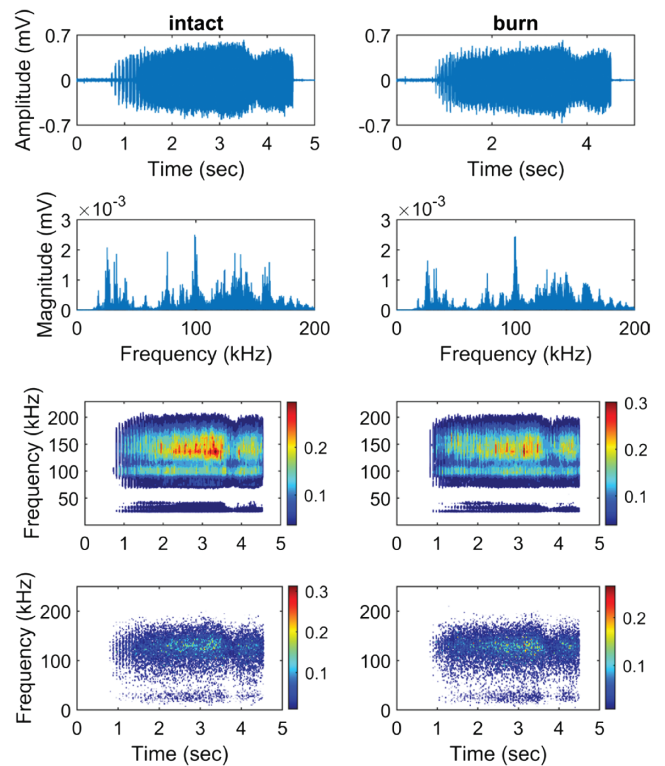 intact burn
Amplitude (mV)
0.7 0.7
0 0
-0.7 -0.7
0 1 2 3 4 5 0 2 4
Time (sec) Time (sec)
Magnitude (mV)
3 ×10-3 3 ×10-3
2 2
1 1
0 0
0 100 200 0 100 200
Frequency (kHz) Frequency (kHz)
Frequency (kHz)
200 200 0.3
150 0.2 150 0.2
100 100
50 0.1 50 0.1
0 1 2 3 4 5 0 1 2 3 4 5
Frequency (kHz)
200 0.3 200 0.2
100 0.2 100 0.1
0 0.1 0
0 1 2 3 4 5 0 1 2 3 4 5
Time (sec) Time (sec)